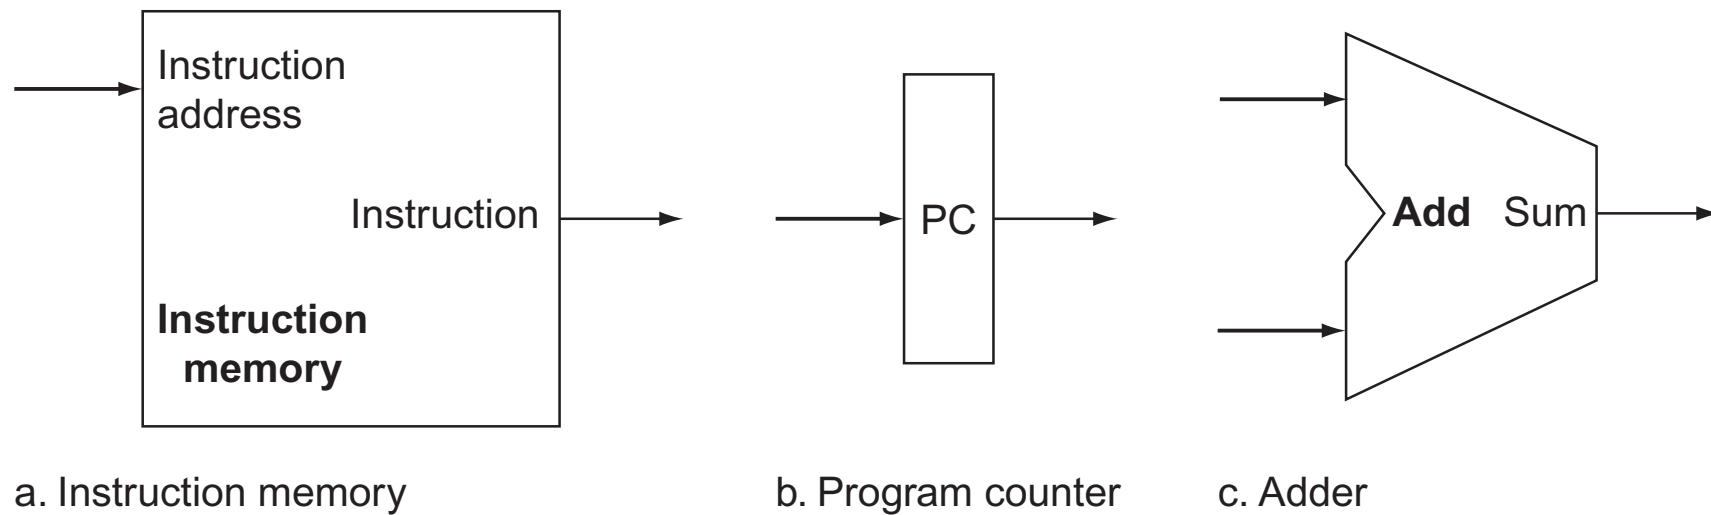 Instruction
address
Instruction
Instruction
memory
PC
Add Sum
a. Instruction memory
b. Program counter
c. Adder